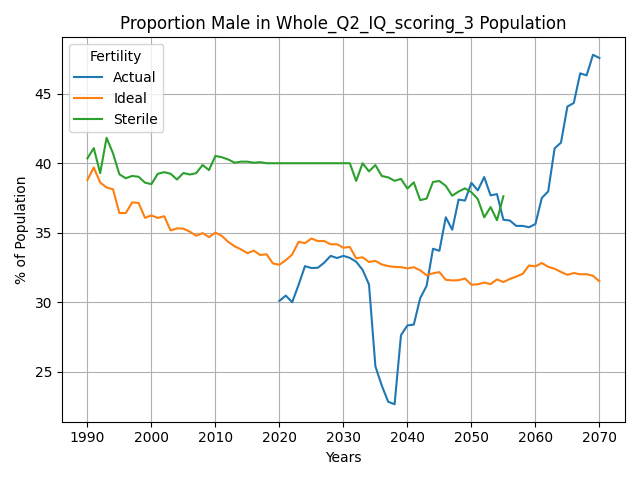 Proportion Male in Whole_Q2_IQ_scoring_3 Population
Fertility
Actual
Ideal
Sterile
% of Population
45
40
35
30
25
1990 2000 2010 2020 2030 2040 2050 2060 2070
Years